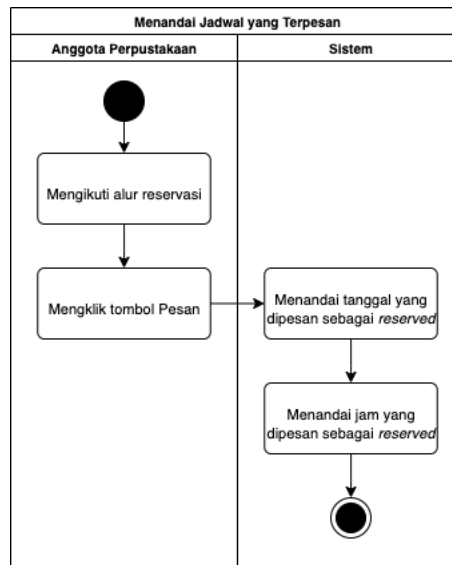 Menandai Jadwal yang Terpesan
Anggota Perpustakaan
Sistem
Mengikuti alur reservasi
Mengklik tombol Pesan
Menandai tanggal yang
dipesan sebagai reserved
Menandai jam yang
dipesan sebagai reserved